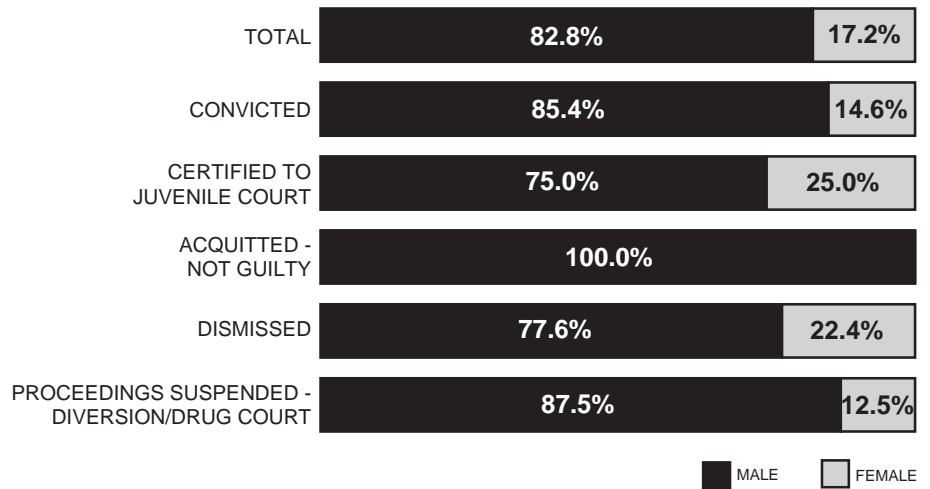 TOTAL 82.8% 17.2%
CONVICTED 85.4% 14.6%
CERTIFIED TO
JUVENILE COURT 75.0% 25.0%
ACQUITTED -
NOT GUILTY 100.0%
DISMISSED 77.6% 22.4%
PROCEEDINGS SUSPENDED -
DIVERSION/DRUG COURT 87.5% 12.5%
MALE FEMALE